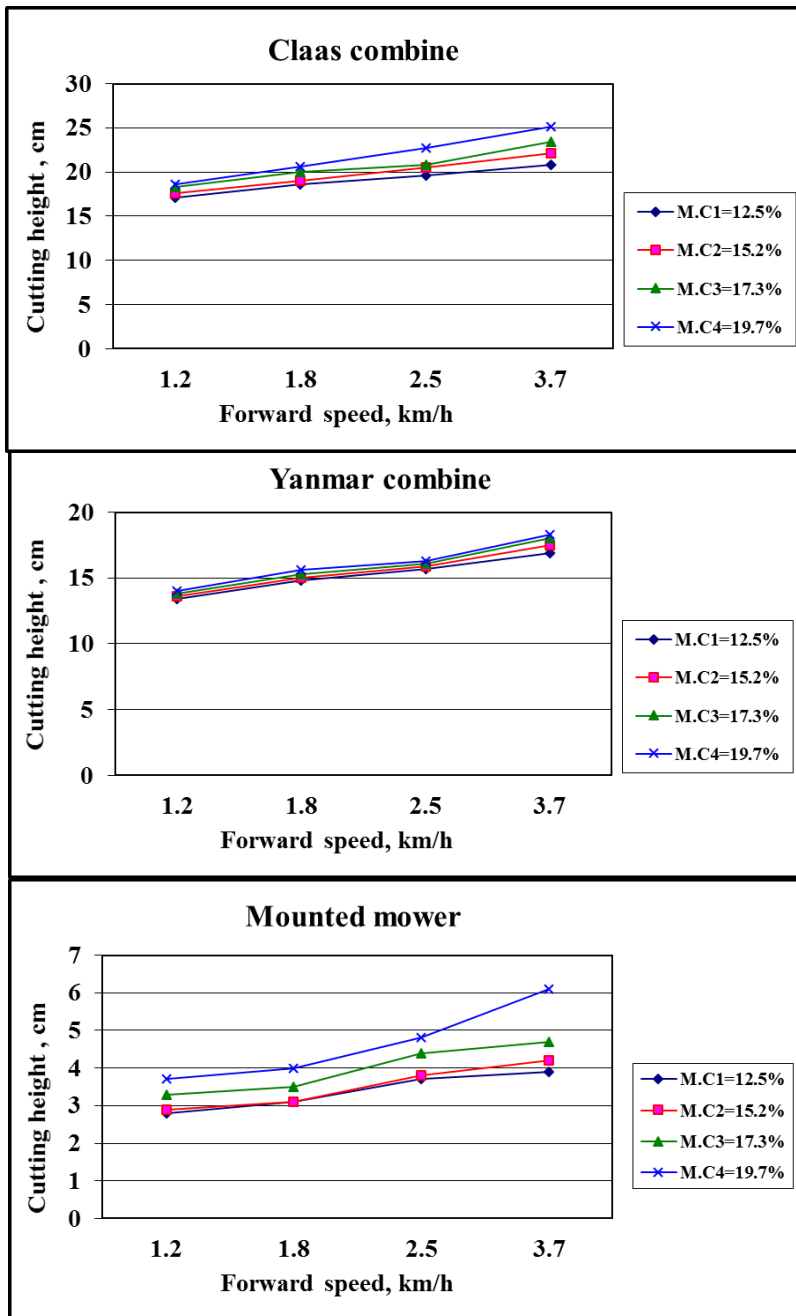 Claas combine
30
25
20
15
10
5
0
Cutting height , cm
1.2 1.8 2.5 3.7
Forward speed, km/h
M.C1=12.5%
M.C2=15.2%
M.C3=17.3%
M.C4=19.7%
Yanmar combine
20
15
10
5
0
Cutting height , cm
1.2 1.8 2.5 3.7
Forward speed, km/h
M.C1=12.5%
M.C2=15.2%
M.C3=17.3%
M.C4=19.7%
Mounted mower
7
6
5
4
3
2
1
0
Cutting height , cm
1.2 1.8 2.5 3.7
Forward speed, km/h
M.C1=12.5%
M.C2=15.2%
M.C3=17.3%
M.C4=19.7%